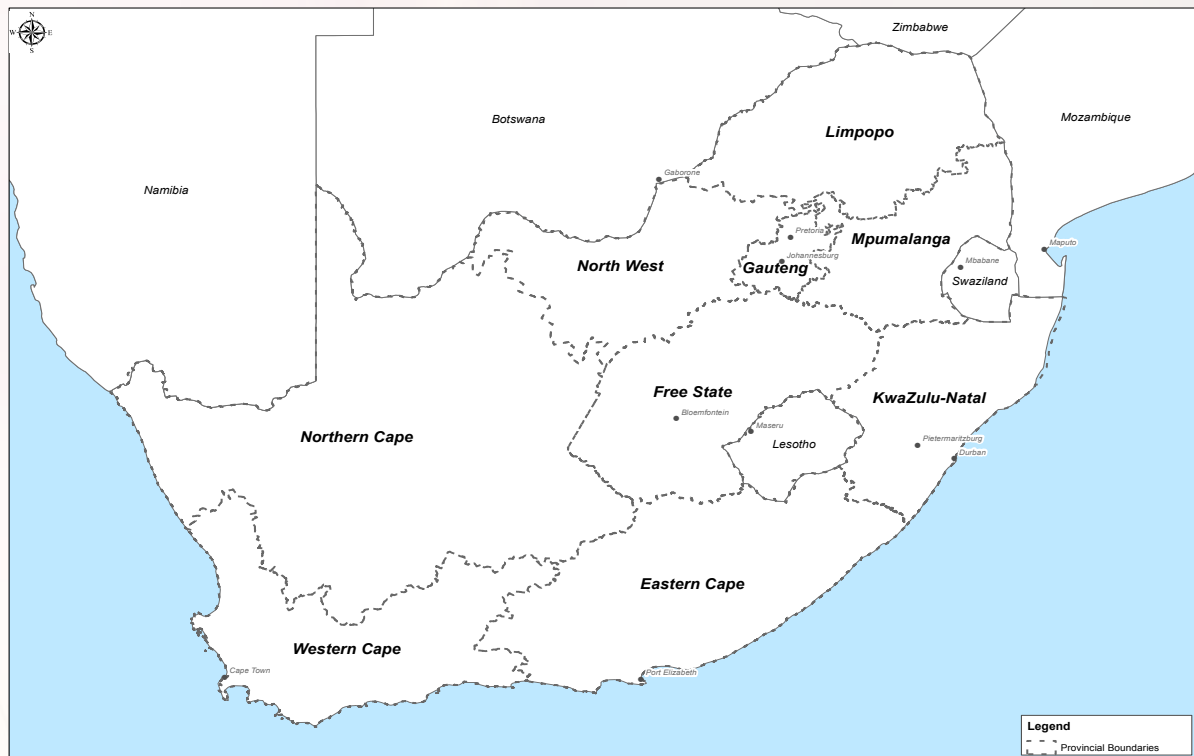 N
W E
S
Zimbabwe
Mozambique
Botswana
Limpopo
Namibia
Gaborone
Pretoria
Mpumalanga
Maputo
North West
Gauteng
Johannesburg
Mbabane
Swaziland
Free State
KwaZulu-Natal
Bloemfontein
Maseru
Northern Cape
Lesotho
Pietermaritzburg
Durban
Eastern Cape
Western Cape
Cape Town
Port Elizabeth
Legend
Provincial Boundaries